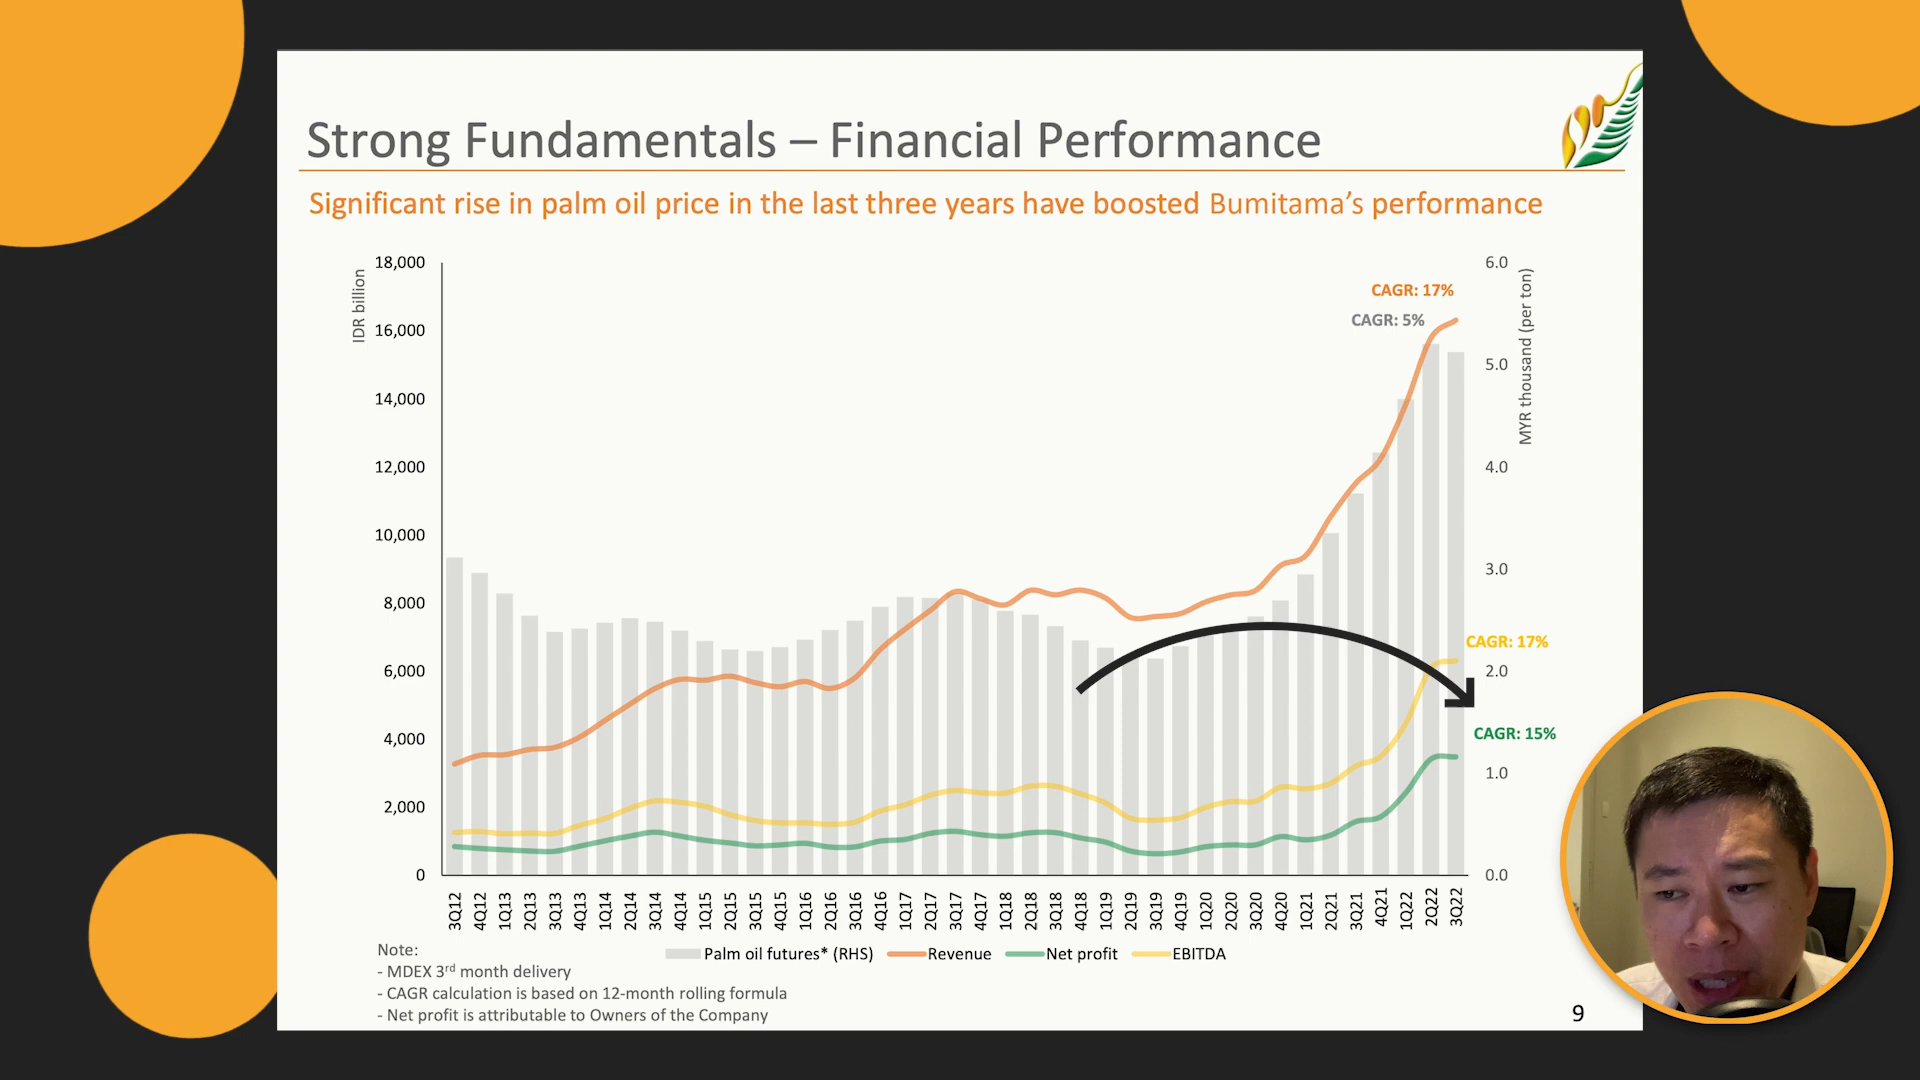 Strong Fundamentals – Financial Performance
Significant rise in palm oil price in the last three years have boosted Bumitama's performance
IDR billion
18,000
16,000
14,000
12,000
10,000
8,000
6,000
4,000
2,000
0
CAGR: 17%
CAGR: 5%
CAGR: 17%
CAGR: 15%
6.0
5.0
4.0
3.0
2.0
1.0
0.0
MYR thousand (per ton)
3Q12 4Q12 1Q13 2Q13 3Q13 4Q13 1Q14 2Q14 3Q14 4Q14 1Q15 2Q15 3Q15 4Q15 1Q16 2Q16 3Q16 4Q16 1Q17 2Q17 3Q17 4Q17 1Q18 2Q18 3Q18 4Q18 1Q19 2Q19 3Q19 4Q19 1Q20 2Q20 3Q20 4Q20 1Q21 2Q21 3Q21 4Q21 1Q22 2Q22 3Q22
Palm oil futures* (RHS) Revenue Net profit EBITDA
Note:
- MDEX 3rd month delivery
- CAGR calculation is based on 12-month rolling formula
- Net profit is attributable to Owners of the Company
9